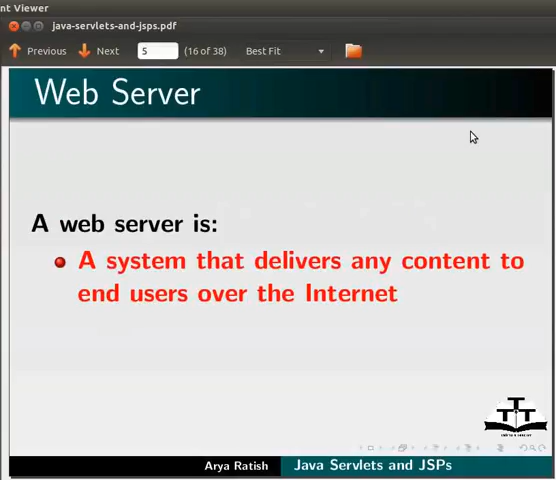 nt Viewer
java-servlets-and-jsps.pdf
Previous Next 5 (16 of 38) Best Fit
Web Server
A web server is:
A system that delivers any content to
end users over the Internet
Arya Ratish Java Servlets and JSPs